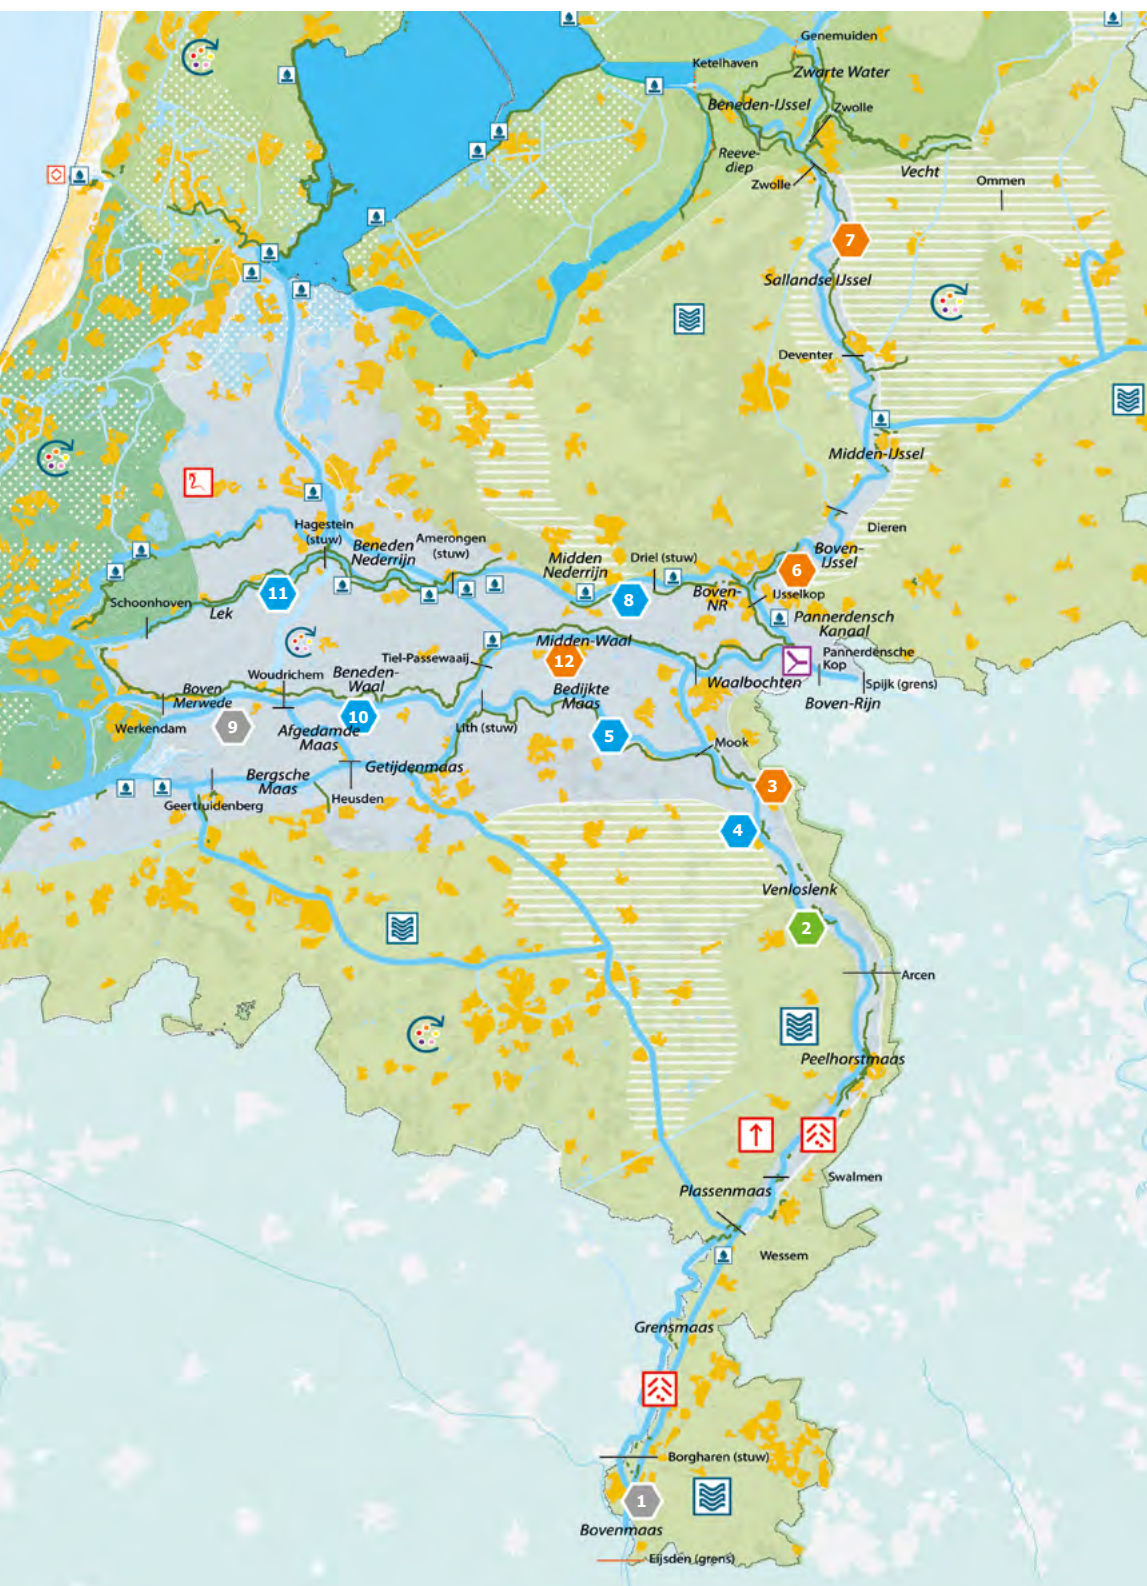 Genemuiden
Ketelhaven
Zwarte Water
Beneden-IJssel
Zwolle
Reeve-
diep
Vecht
Zwolle
Ommen
7
Sallandse IJssel
Deventer
Midden-IJssel
Dieren
Hagestein
(stuw)
Beneden
Nederrijn
Amerongen
(stuw)
Midden
Nederrijn
Driel (stuw)
Boven-
IJssel
6
11
8
Boven-
NR
IJsselkop
Schoonhoven
Lek
Pannerdensch
Kanaal
Midden-Waal
12
Tiel-Passewaaij
Pannerdensche
Kop
Woudrichem
Beneden-
Waal
Waalbochten
Spijk (grens)
Boven
Merwede
Bedijkte
Maas
Boven-Rijn
Werkendam
9
10
Afgedamde
Maas
Lith (stuw)
5
Mook
Getijdenmaas
Bergsche
Maas
3
Geertruidenberg
Heusden
4
Venloslenk
2
Arcen
Peelhorstmaas
Swalmen
Plassenmaas
Wessem
Grensmaas
Borgharen (stuw)
1
Bovenmaas
Eijsden (grens)